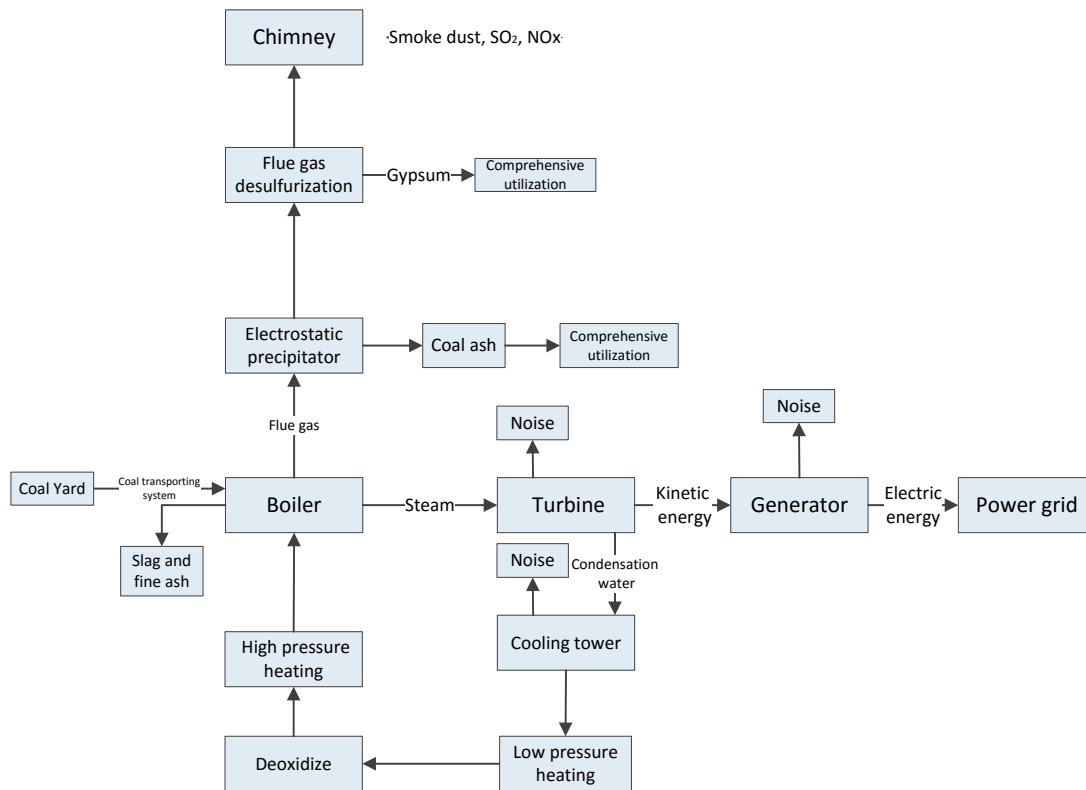 Chimney
·Smoke dust, SO₂, NOx·
Flue gas
desulfurization
Gypsum
Comprehensive
utilization
Electrostatic
precipitator
Coal ash
Comprehensive
utilization
Flue gas
Noise
Noise
Coal Yard
Coal transporting
system
Boiler
Steam
Turbine
Kinetic
energy
Generator
Electric
energy
Power grid
Slag and
fine ash
Noise
Condensation
water
High pressure
heating
Cooling tower
Deoxidize
Low pressure
heating